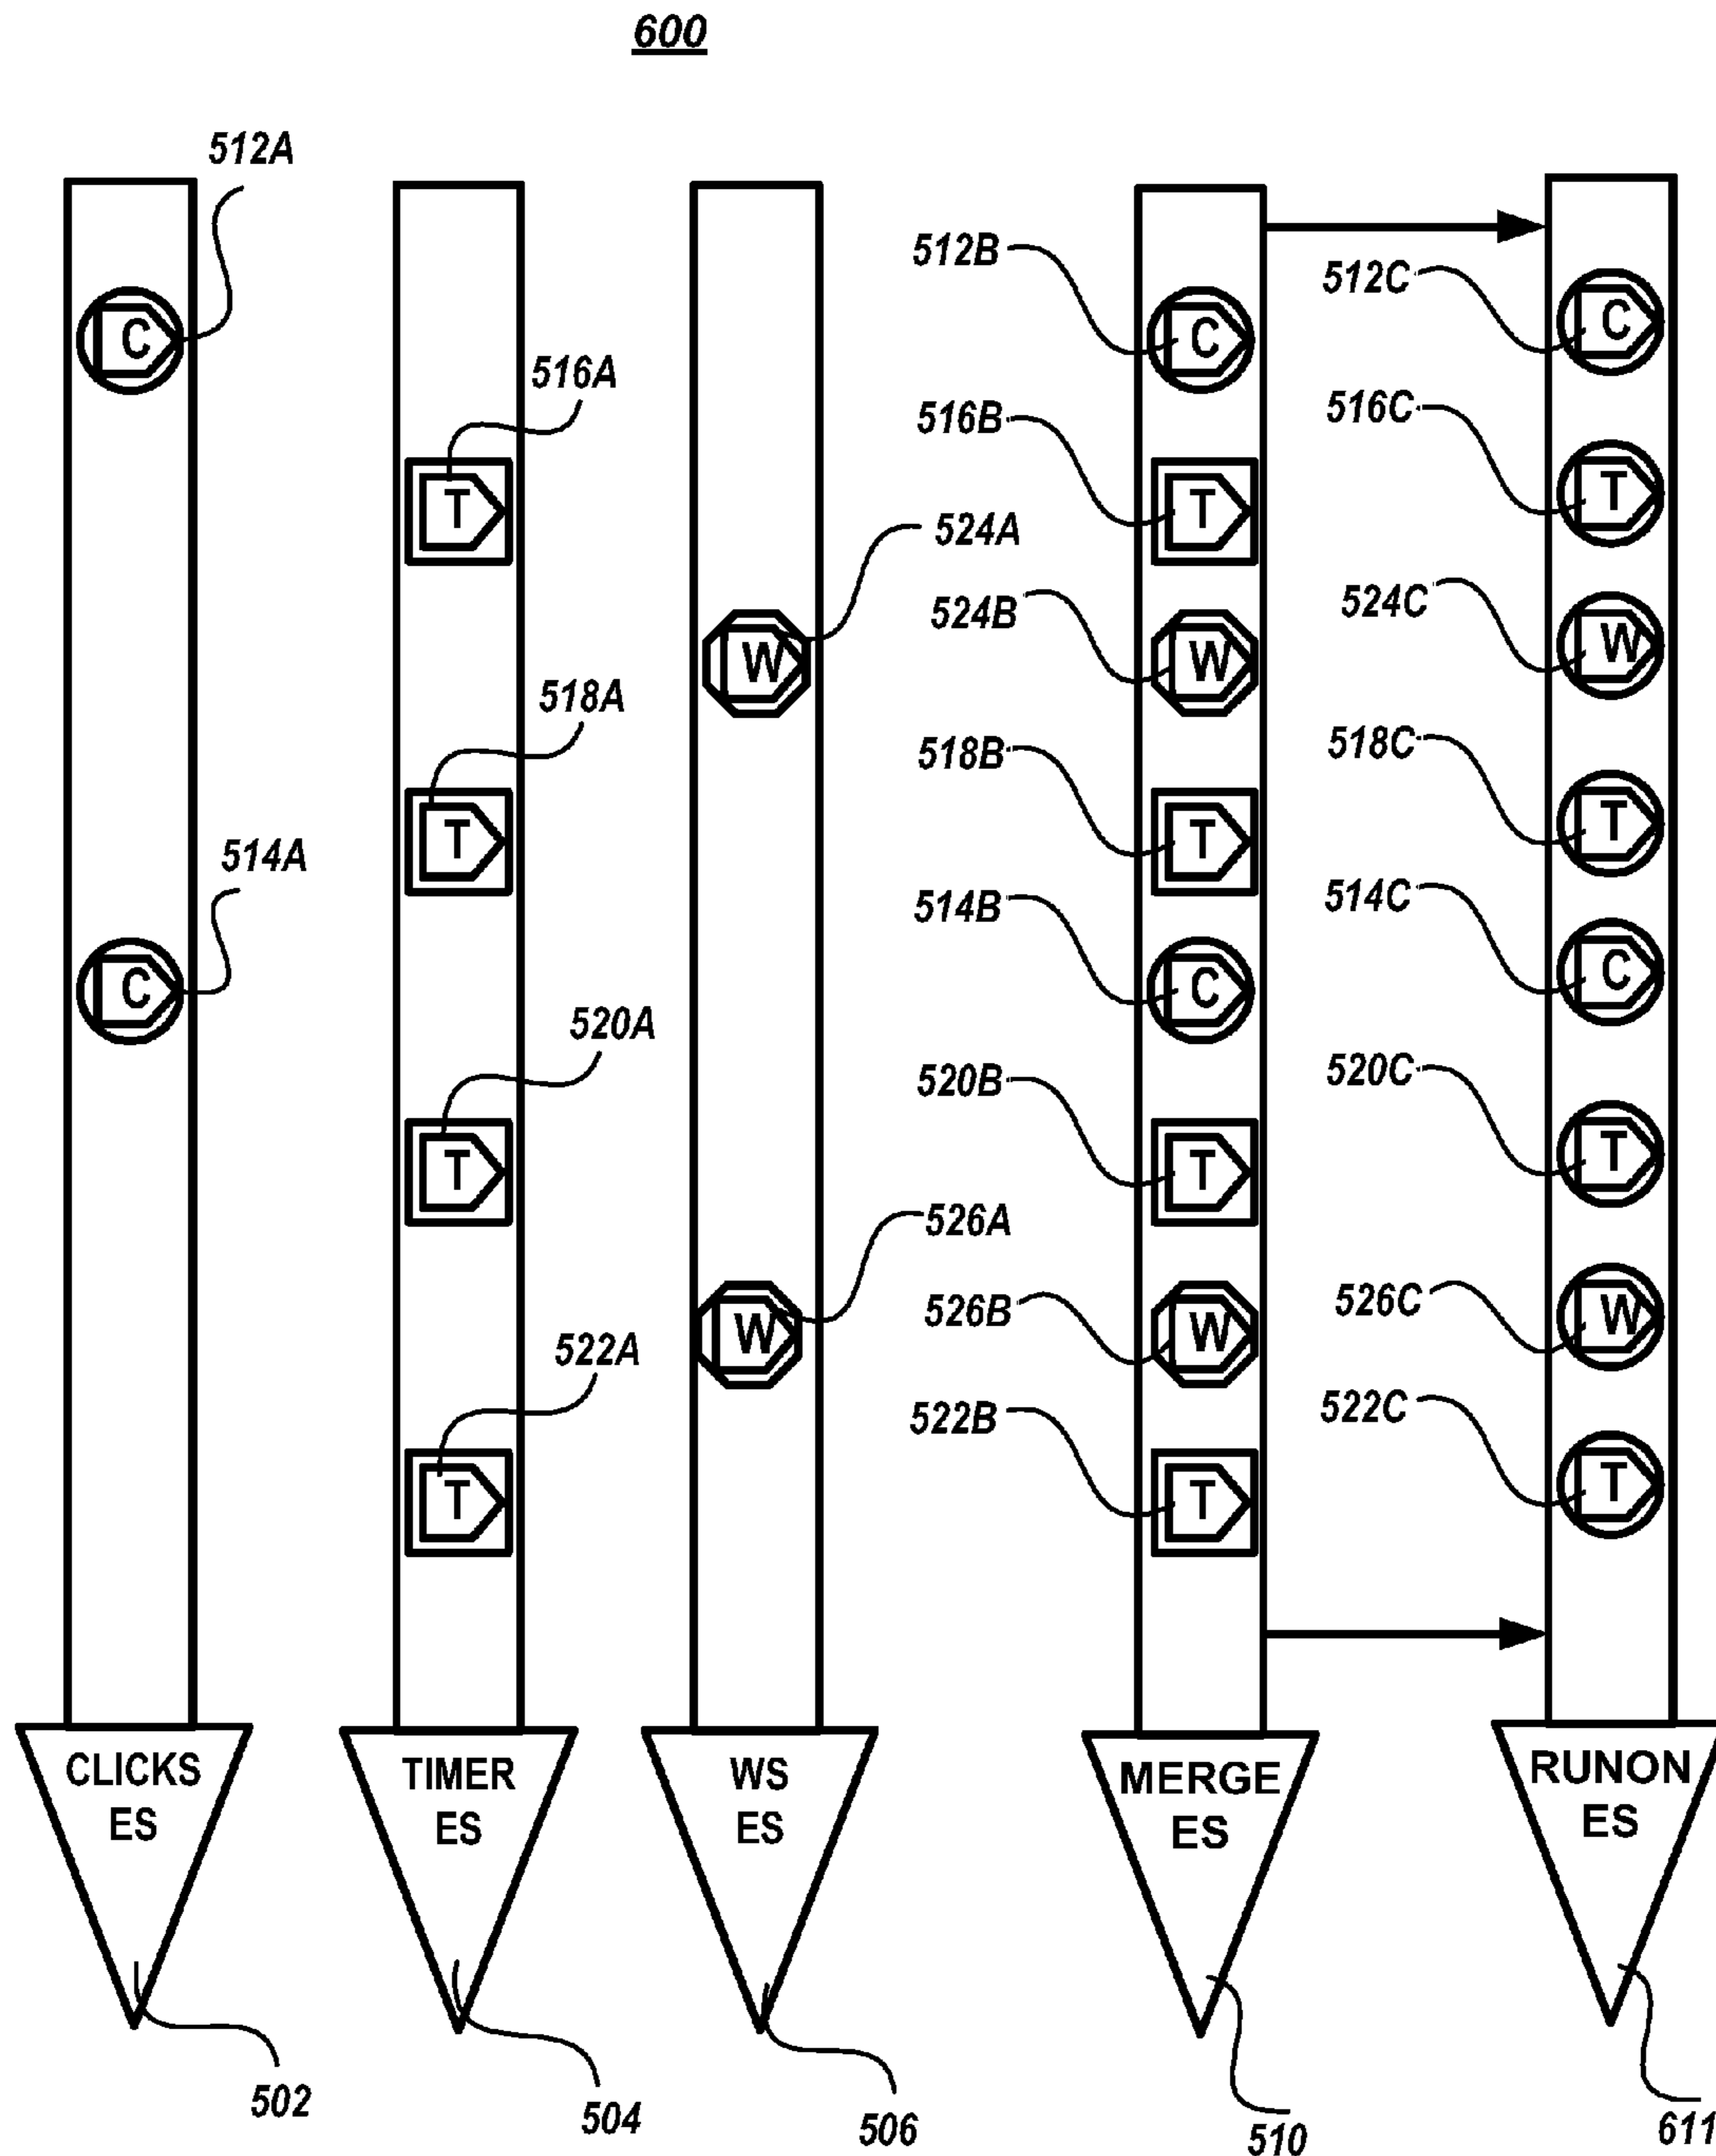 600
512A
C
514A
C
CLICKS
ES
502
516A
T
518A
T
520A
T
522A
T
TIMER
ES
504
524A
W
526A
W
WS
ES
506
512B
C
516B
T
524B
W
518B
T
514B
C
520B
T
526B
W
522B
T
MERGE
ES
510
512C
C
516C
T
524C
W
518C
T
514C
C
520C
T
526C
W
522C
T
RUNON
ES
611